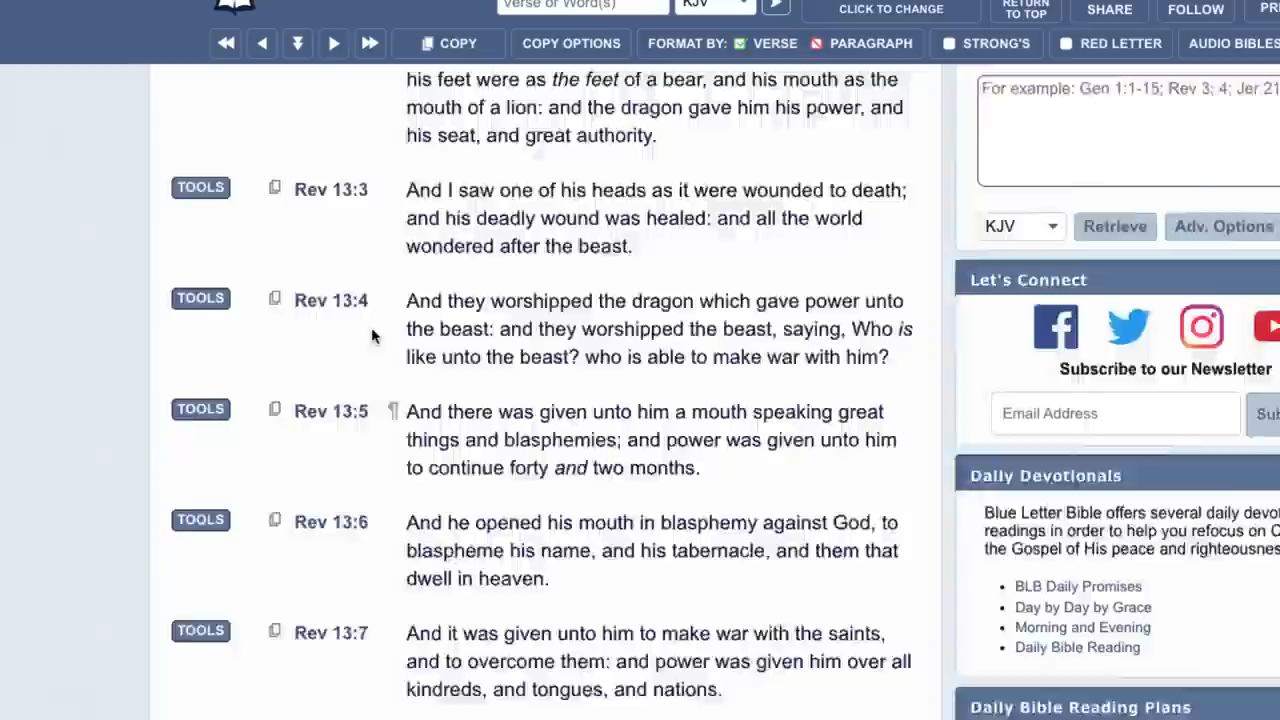 Verse or Word(s)
KJV
CLICK TO CHANGE
RETURN
TO TOP
SHARE
FOLLOW
COPY
COPY OPTIONS
FORMAT BY:
VERSE
PARAGRAPH
STRONG'S
RED LETTER
AUDIO BIBLES
his feet were as the feet of a bear, and his mouth as the
mouth of a lion: and the dragon gave him his power, and
his seat, and great authority.
TOOLS
Rev 13:3
And I saw one of his heads as it were wounded to death;
and his deadly wound was healed: and all the world
wondered after the beast.
TOOLS
Rev 13:4
And they worshipped the dragon which gave power unto
the beast: and they worshipped the beast, saying, Who is
like unto the beast? who is able to make war with him?
TOOLS
Rev 13:5
¶ And there was given unto him a mouth speaking great
things and blasphemies; and power was given unto him
to continue forty and two months.
TOOLS
Rev 13:6
And he opened his mouth in blasphemy against God, to
blaspheme his name, and his tabernacle, and them that
dwell in heaven.
TOOLS
Rev 13:7
And it was given unto him to make war with the saints,
and to overcome them: and power was given him over all
kindreds, and tongues, and nations.
For example: Gen 1:1-15; Rev 3; 4; Jer 21
KJV
Retrieve
Adv. Options
Let's Connect
Subscribe to our Newsletter
Email Address
Sub
Daily Devotionals
Blue Letter Bible offers several daily devo
readings in order to help you refocus on
the Gospel of His peace and righteousnes
• BLB Daily Promises
• Day by Day by Grace
• Morning and Evening
• Daily Bible Reading
Daily Bible Reading Plans